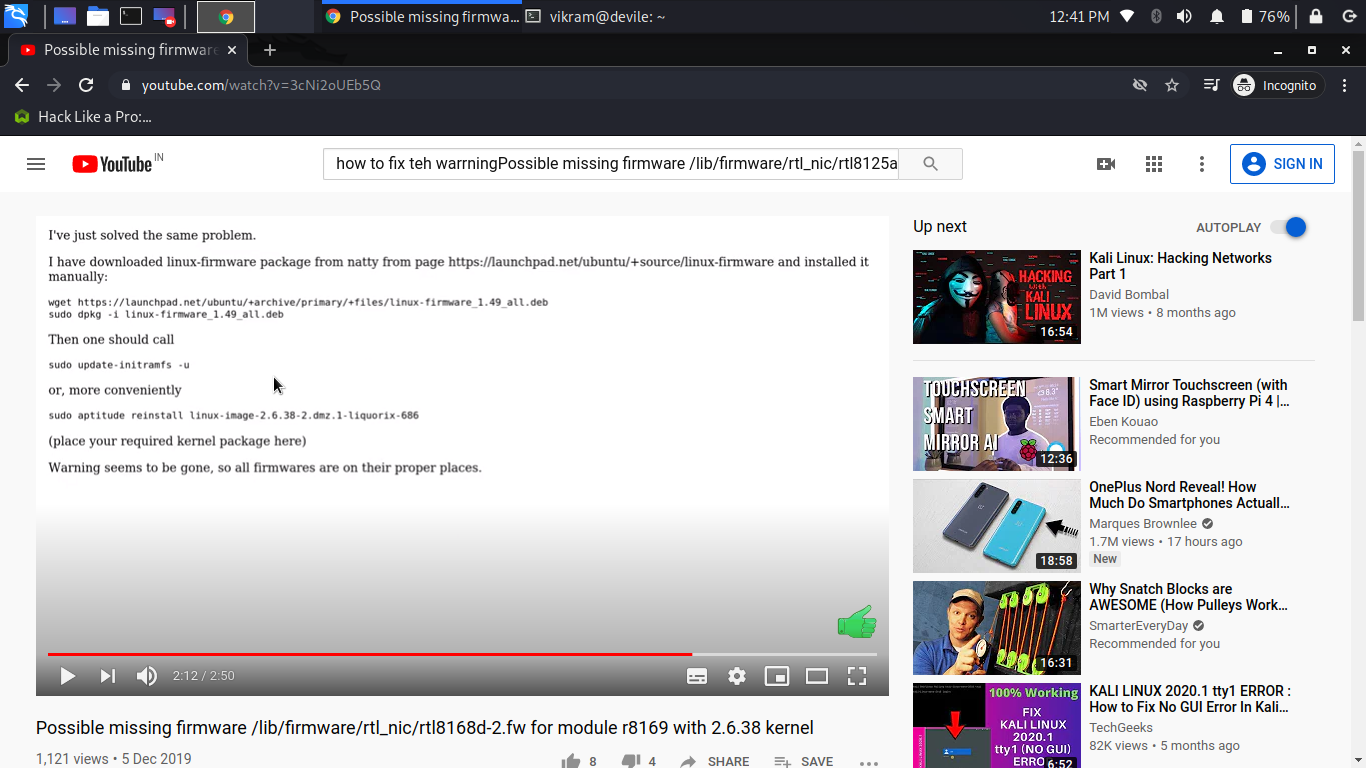 Possible missing firmwa...
vikram@devile: ~
12:41 PM
76%
Possible missing firmware
youtube.com/watch?v=3cNi2oUEb5Q
Incognito
Hack Like a Pro:...
YouTube IN
how to fix teh warrningPossible missing firmware /lib/firmware/rtl_nic/rtl8125a
SIGN IN
I've just solved the same problem.
I have downloaded linux-firmware package from natty from page https://launchpad.net/ubuntu/+source/linux-firmware and installed it
manually:
wget https://launchpad.net/ubuntu/+archive/primary/+files/linux-firmware_1.49_all.deb
sudo dpkg -i linux-firmware_1.49_all.deb
Then one should call
sudo update-initramfs -u
or, more conveniently
sudo aptitude reinstall linux-image-2.6.38-2.dmz.1-liquorix-686
(place your required kernel package here)
Warning seems to be gone, so all firmwares are on their proper places.
2:12 / 2:50
Possible missing firmware /lib/firmware/rtl_nic/rtl8168d-2.fw for module r8169 with 2.6.38 kernel
1,121 views • 5 Dec 2019
8
4
SHARE
SAVE
Up next
AUTOPLAY
HACKING
with
KALI
LINUX
16:54
Kali Linux: Hacking Networks
Part 1
David Bombal
1M views • 8 months ago
TOUCHSCREEN
SMART
MIRROR AI
12:36
Smart Mirror Touchscreen (with
Face ID) using Raspberry Pi 4 |...
Eben Kouao
Recommended for you
18:58
OnePlus Nord Reveal! How
Much Do Smartphones Actuall...
Marques Brownlee
1.7M views • 17 hours ago
New
16:31
Why Snatch Blocks are
AWESOME (How Pulleys Work...
SmarterEveryDay
Recommended for you
100% Working
FIX
KALI LINUX
2020.1
tty1 (NO GUI)
ERRO
6:52
KALI LINUX 2020.1 tty1 ERROR :
How to Fix No GUI Error In Kali...
TechGeeks
82K views • 5 months ago